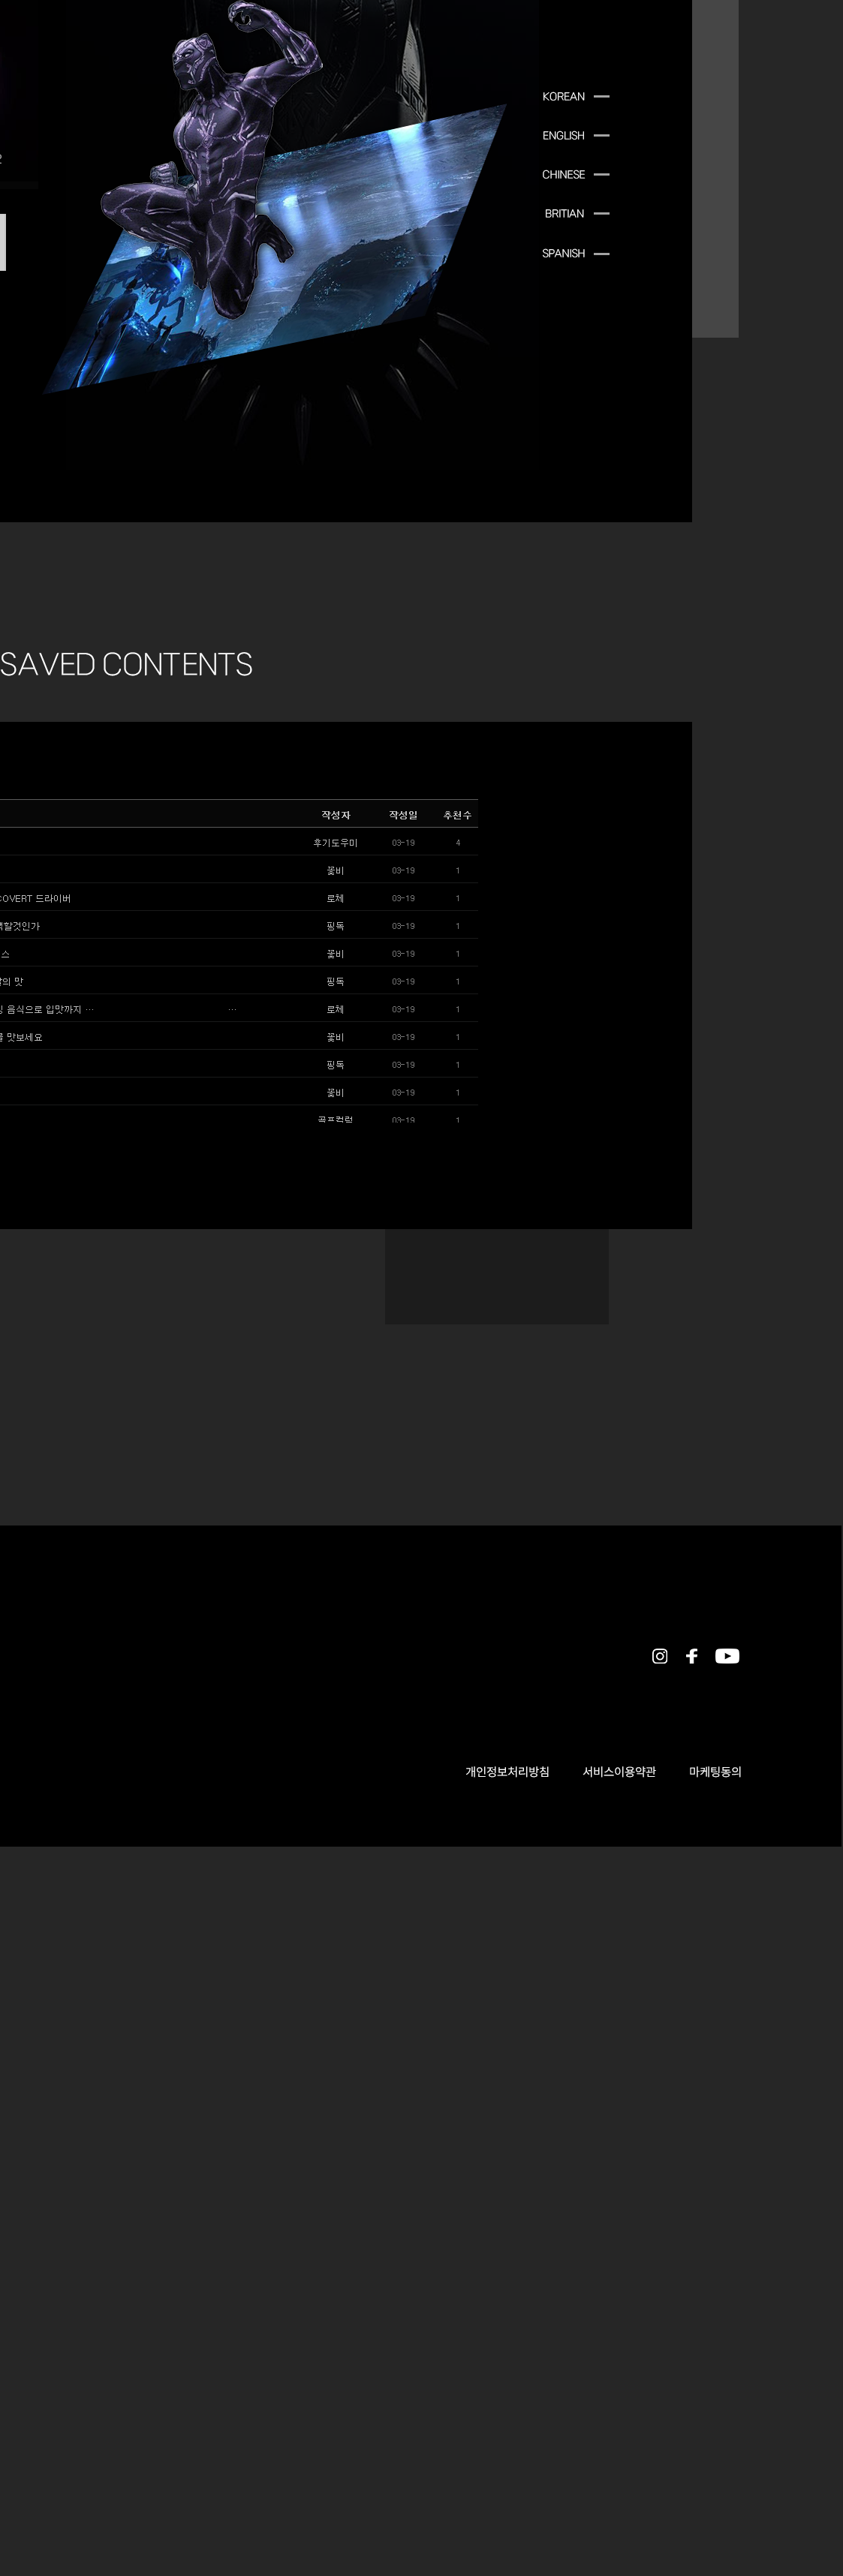 2
KOREAN
ENGLISH
CHINESE
BRITIAN
SPANISH
SAVED CONTENTS
작성자 작성일 추천수
후기도우미 03-19 4
꽃비 03-19 1
COVERT 드라이버 로체 03-19 1
택할것인가 핑독 03-19 1
스 꽃비 03-19 1
의 맛 핑독 03-19 1
음식으로 입맛까지 … … 로체 03-19 1
를 맛보세요 꽃비 03-19 1
핑독 03-19 1
꽃비 03-19 1
골프컬럼 03-19 1
개인정보처리방침 서비스이용약관 마케팅동의